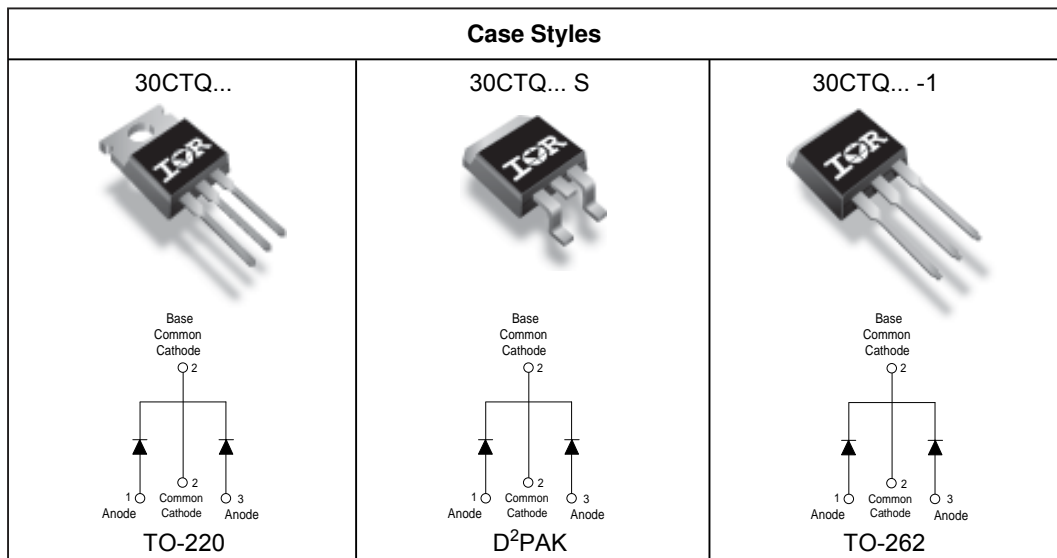 Case Styles
30CTQ...
IOR
Base
Common
Cathode
2
1
Anode
2
Common
Cathode
3
Anode
TO-220
30CTQ... S
IOR
Base
Common
Cathode
2
1
Anode
2
Common
Cathode
3
Anode
D²PAK
30CTQ... -1
IOR
Base
Common
Cathode
2
1
Anode
2
Common
Cathode
3
Anode
TO-262